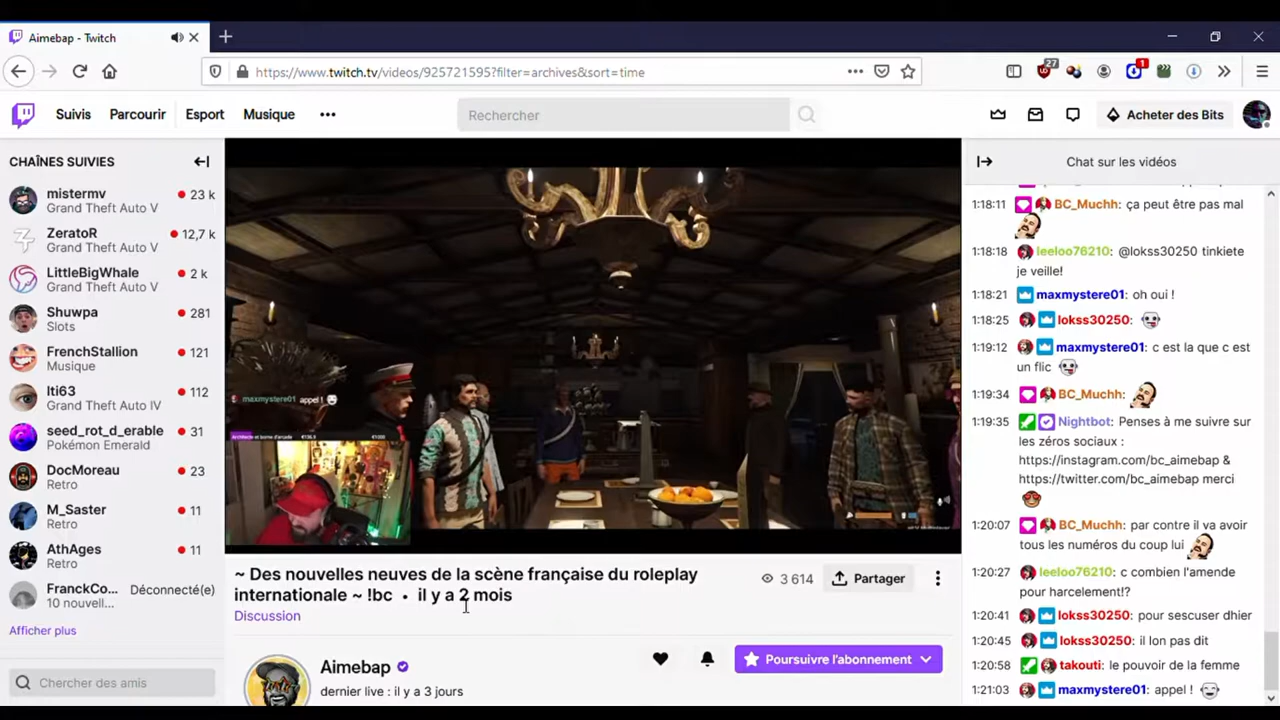 Aimebap - Twitch
https://www.twitch.tv/videos/925721595?filter=archives&sort=time
27
1
Suivis
Parcourir
Esport
Musique
Rechercher
Acheter des Bits
CHAÎNES SUIVIES
mistermv
23 k
Grand Theft Auto V
ZeratoR
12,7 k
Grand Theft Auto V
LittleBigWhale
2 k
Grand Theft Auto V
Shuwpa
281
Slots
FrenchStallion
121
Musique
Iti63
112
Grand Theft Auto IV
seed_rot_d_erable
31
Pokémon Emerald
DocMoreau
23
Retro
M_Saster
11
Retro
AthAges
11
Retro
FranckCo...
Déconnecté(e)
10 nouvell...
Afficher plus
Chercher des amis
maxmystere01 appel !
~ Des nouvelles neuves de la scène française du roleplay
internationale ~ !bc • il y a 2 mois
Discussion
3 614
Partager
Aimebap
dernier live : il y a 3 jours
Poursuivre l'abonnement
Chat sur les vidéos
1:18:11 BC_Muchh: ça peut être pas mal
1:18:18 leeloo76210: @lokss30250 tinkiete
je veille!
1:18:21 maxmystere01: oh oui !
1:18:25 lokss30250:
1:19:12 maxmystere01: c est la que c est
un flic
1:19:34 BC_Muchh:
1:19:35 Nightbot: Penses à me suivre sur
les zéros sociaux :
https://instagram.com/bc_aimebap &
https://twitter.com/bc_aimebap merci
1:20:07 BC_Muchh: par contre il va avoir
tous les numéros du coup lui
1:20:27 leeloo76210: c combien l'amende
pour harcelement!?
1:20:41 lokss30250: pour sescuser dhier
1:20:45 lokss30250: il lon pas dit
1:20:58 takouti: le pouvoir de la femme
1:21:03 maxmystere01: appel !